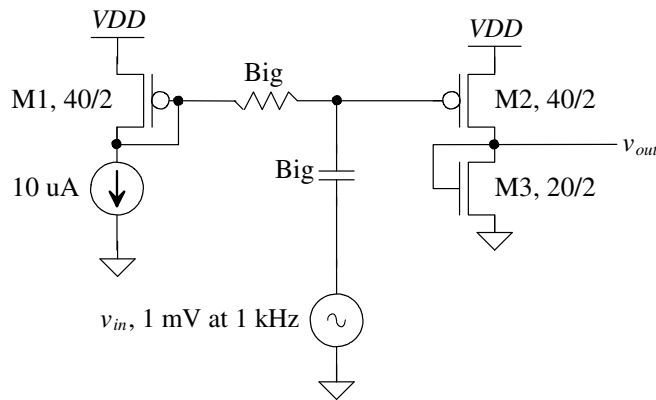 VDD
VDD
Big
M1, 40/2
M2, 40/2
v_out
10 uA
Big
M3, 20/2
v_in, 1 mV at 1 kHz